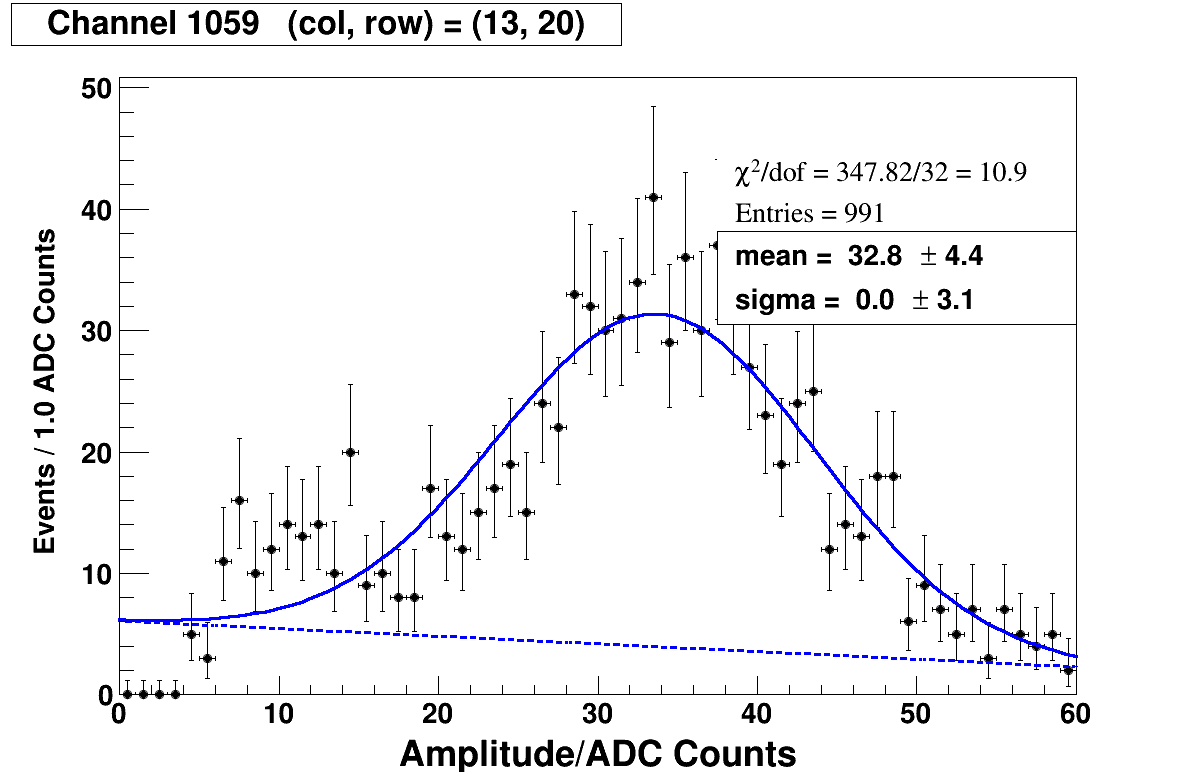 Channel 1059 (col, row) = (13, 20)
50
40
30
20
10
0
Events / 1.0 ADC Counts
χ²/dof = 347.82/32 = 10.9
Entries = 991
mean = 32.8 ± 4.4
sigma = 0.0 ± 3.1
0 10 20 30 40 50 60
Amplitude/ADC Counts